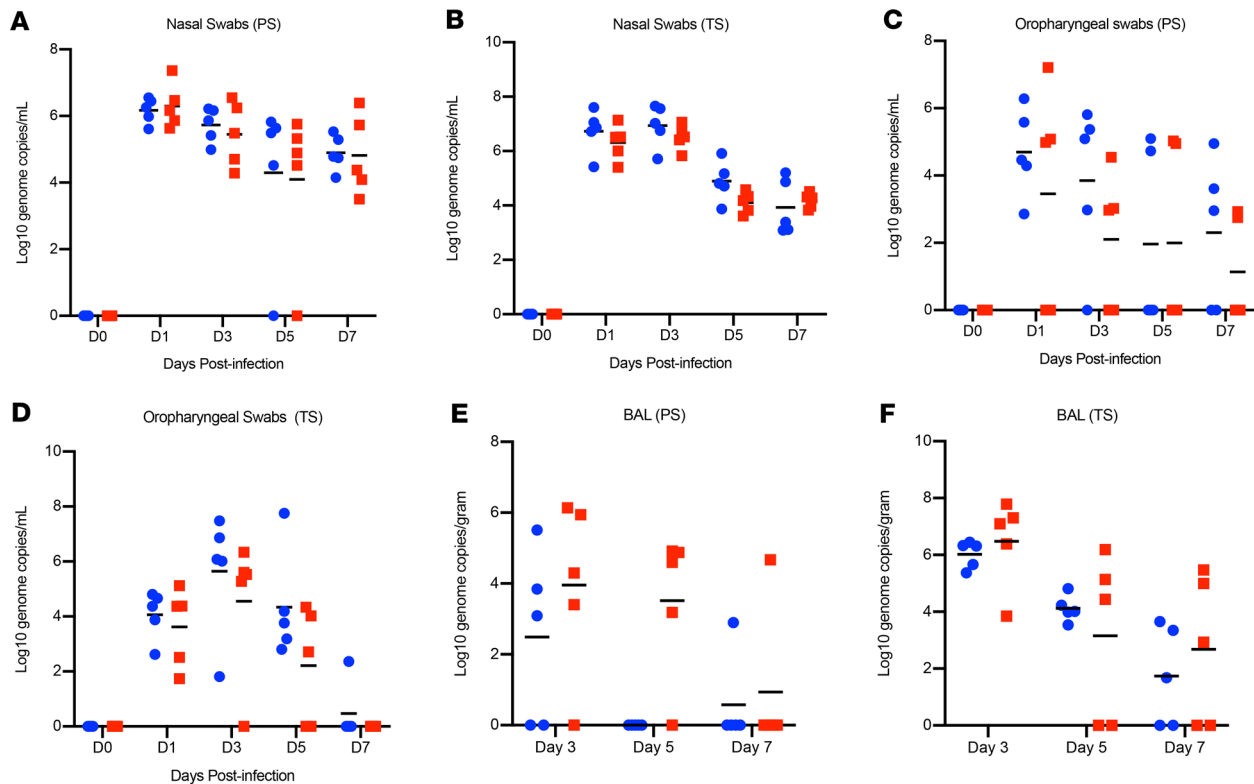 A
Nasal Swabs (PS)
Log10 genome copies/mL
8
6
4
2
0
D0 D1 D3 D5 D7
Days Post-infection
B
Nasal Swabs (TS)
Log10 genome copies/mL
10
8
6
4
2
0
D0 D1 D3 D5 D7
Days Post-infection
C
Oropharyngeal swabs (PS)
Log10 genome copies/mL
8
6
4
2
0
D0 D1 D3 D5 D7
Days Post-infection
D
Oropharyngeal Swabs (TS)
Log10 genome copies/mL
10
8
6
4
2
0
D0 D1 D3 D5 D7
Days Post-infection
E
BAL (PS)
Log10 genome copies/gram
8
6
4
2
0
Day 3 Day 5 Day 7
F
BAL (TS)
Log10 genome copies/gram
10
8
6
4
2
0
Day 3 Day 5 Day 7